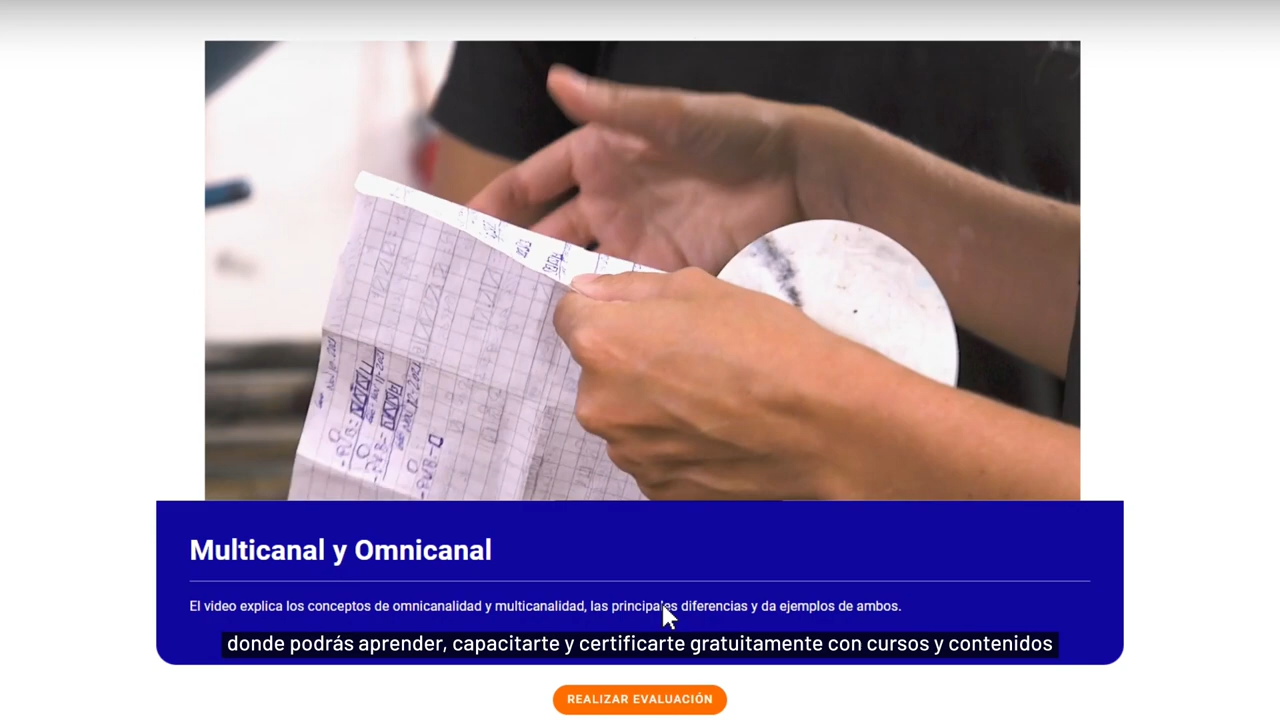 Multicanal y Omnicanal
El video explica los conceptos de omnicanalidad y multicanalidad, las principales diferencias y da ejemplos de ambos.
donde podrás aprender, capacitarte y certificarte gratuitamente con cursos y contenidos
REALIZAR EVALUACIÓN